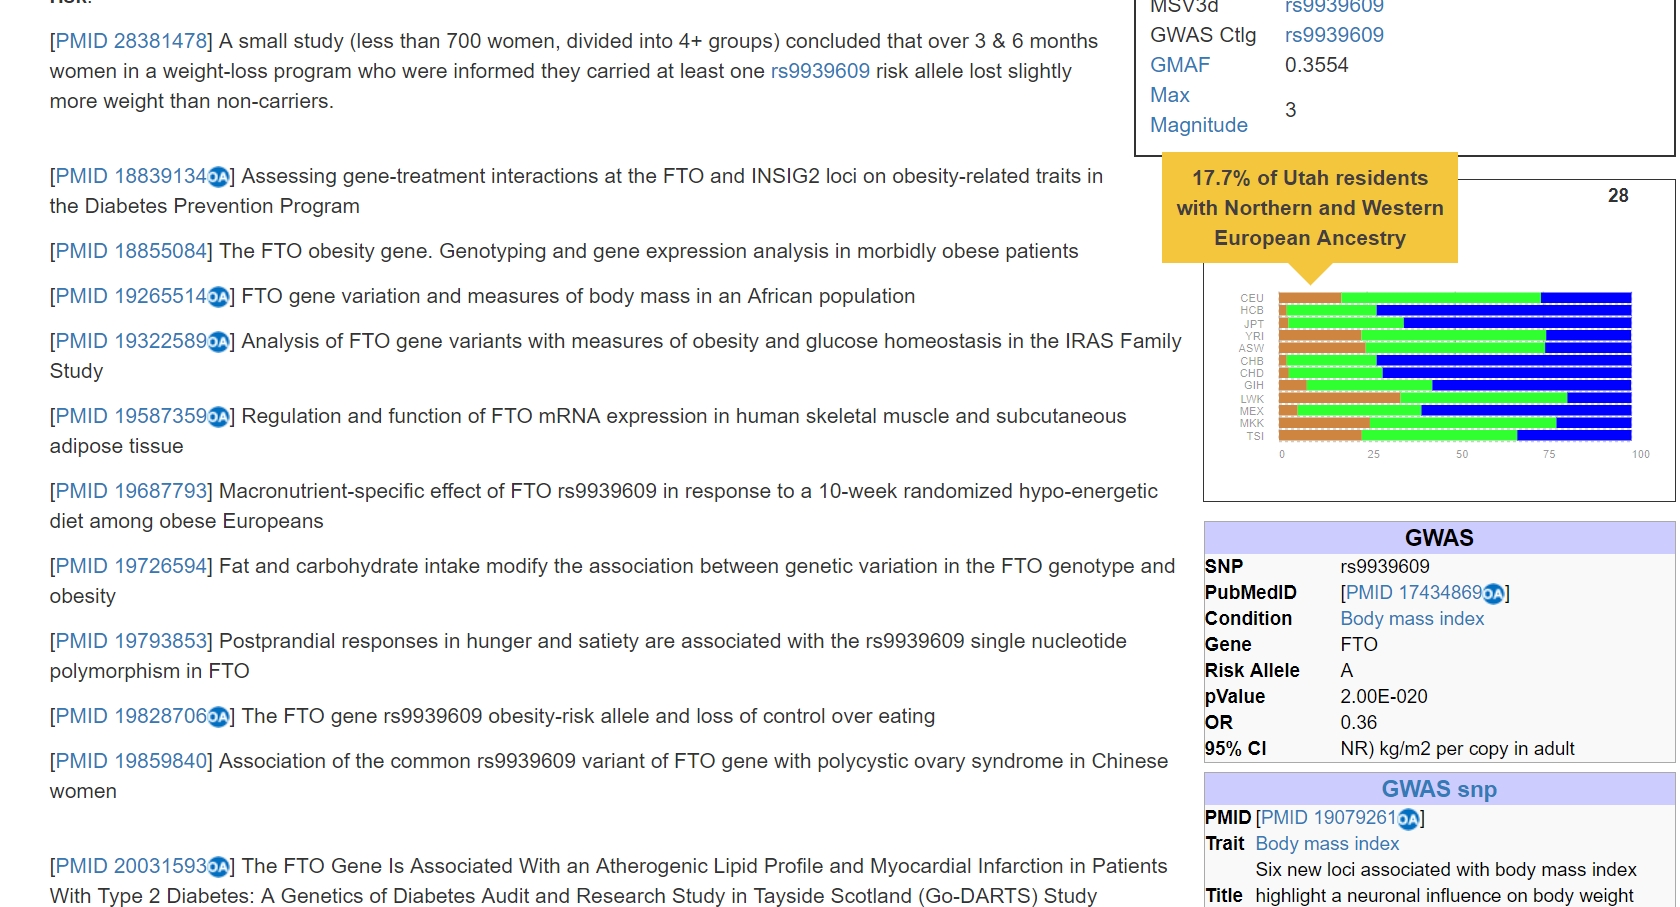 [PMID 28381478] A small study (less than 700 women, divided into 4+ groups) concluded that over 3 & 6 months
women in a weight-loss program who were informed they carried at least one rs9939609 risk allele lost slightly
more weight than non-carriers.
[PMID 18839134OA] Assessing gene-treatment interactions at the FTO and INSIG2 loci on obesity-related traits in
the Diabetes Prevention Program
[PMID 18855084] The FTO obesity gene. Genotyping and gene expression analysis in morbidly obese patients
[PMID 19265514OA] FTO gene variation and measures of body mass in an African population
[PMID 19322589OA] Analysis of FTO gene variants with measures of obesity and glucose homeostasis in the IRAS Family
Study
[PMID 19587359OA] Regulation and function of FTO mRNA expression in human skeletal muscle and subcutaneous
adipose tissue
[PMID 19687793] Macronutrient-specific effect of FTO rs9939609 in response to a 10-week randomized hypo-energetic
diet among obese Europeans
[PMID 19726594] Fat and carbohydrate intake modify the association between genetic variation in the FTO genotype and
obesity
[PMID 19793853] Postprandial responses in hunger and satiety are associated with the rs9939609 single nucleotide
polymorphism in FTO
[PMID 19828706OA] The FTO gene rs9939609 obesity-risk allele and loss of control over eating
[PMID 19859840] Association of the common rs9939609 variant of FTO gene with polycystic ovary syndrome in Chinese
women
[PMID 20031593OA] The FTO Gene Is Associated With an Atherogenic Lipid Profile and Myocardial Infarction in Patients
With Type 2 Diabetes: A Genetics of Diabetes Audit and Research Study in Tayside Scotland (Go-DARTS) Study
MSV3d rs9939609
GWAS Ctlg rs9939609
GMAF 0.3554
Max
Magnitude 3
17.7% of Utah residents
with Northern and Western
European Ancestry
28
CEU
HCB
JPT
YRI
ASW
CHB
CHD
GIH
LWK
MEX
MKK
TSI
0 25 50 75 100
GWAS
SNP rs9939609
PubMedID [PMID 17434869OA]
Condition Body mass index
Gene FTO
Risk Allele A
pValue 2.00E-020
OR 0.36
95% CI NR) kg/m2 per copy in adult
GWAS snp
PMID [PMID 19079261OA]
Trait Body mass index
Six new loci associated with body mass index
Title highlight a neuronal influence on body weight